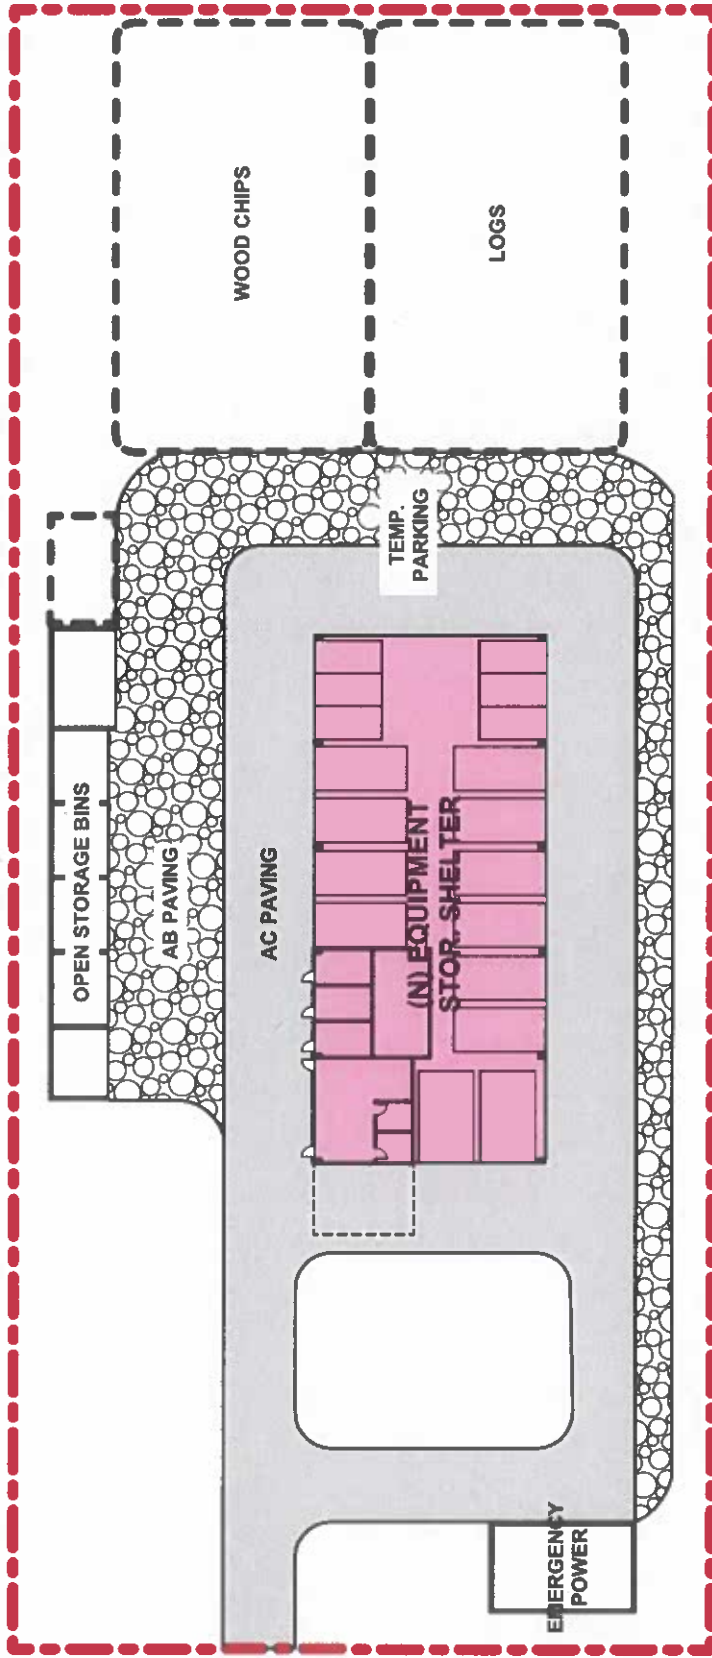 WOOD CHIPS
LOGS
TEMP.
PARKING
OPEN STORAGE BINS
AB PAVING
AC PAVING
(N) EQUIPMENT
STOR. SHELTER
EMERGENCY
POWER